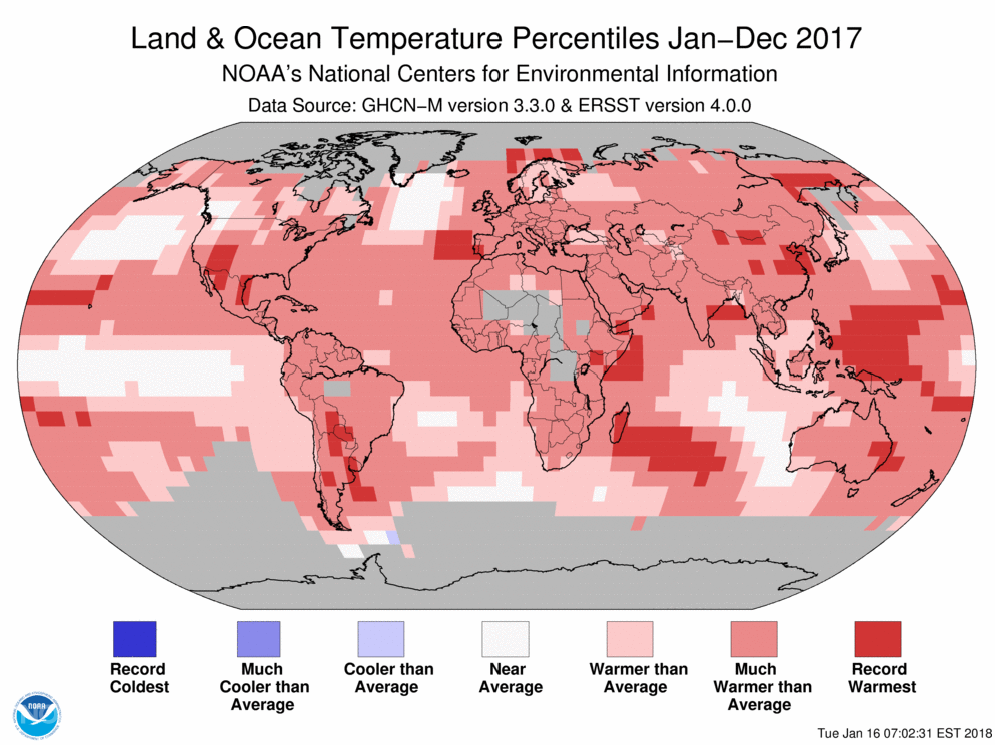 Land & Ocean Temperature Percentiles Jan–Dec 2017
NOAA's National Centers for Environmental Information
Data Source: GHCN–M version 3.3.0 & ERSST version 4.0.0
Record
Coldest
Much
Cooler than
Average
Cooler than
Average
Near
Average
Warmer than
Average
Much
Warmer than
Average
Record
Warmest
NOAA
Tue Jan 16 07:02:31 EST 2018